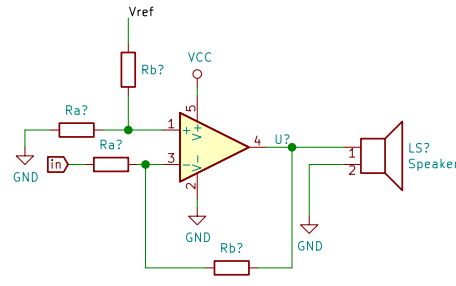 Vref
VCC
Rb?
Ra?
5
1
+
V+
4
U?
Ra?
in
3
-
V-
2
GND
GND
1
2
LS?
Speaker
GND
Rb?